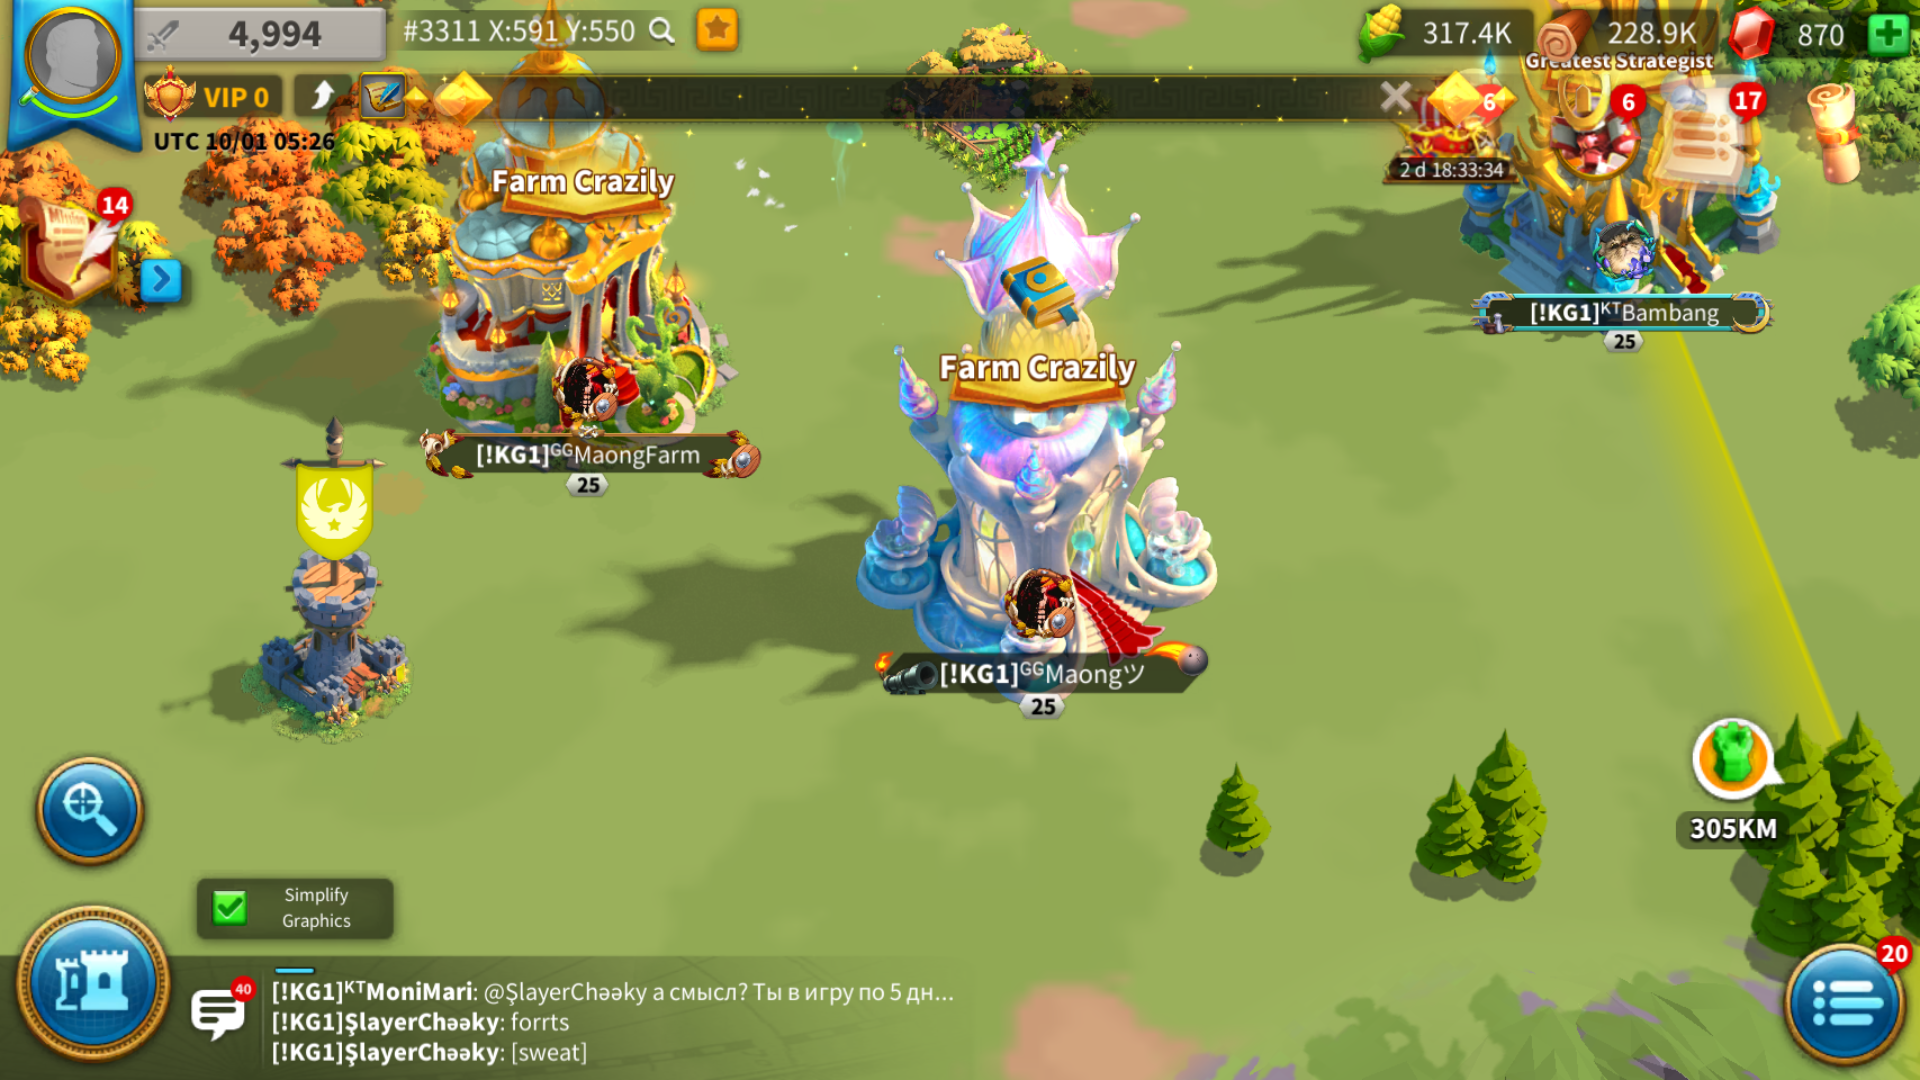 4,994
#3311 X:591 Y:550
317.4K
228.9K
870
VIP 0
UTC 10/01 05:26
Greatest Strategist
6
6
17
2 d 18:33:34
14
Farm Crazily
[!KG1]ᴳᴳMaongFarm
25
Farm Crazily
[!KG1]ᴳᴳMaongツ
25
[!KG1]ᴷᵀBambang
25
305KM
Simplify
Graphics
40
[!KG1]ᴷᵀMoniMari: @ŞlayerChəəky а смысл? Ты в игру по 5 дн...
[!KG1]ŞlayerChəəky: forrts
[!KG1]ŞlayerChəəky: [sweat]
20